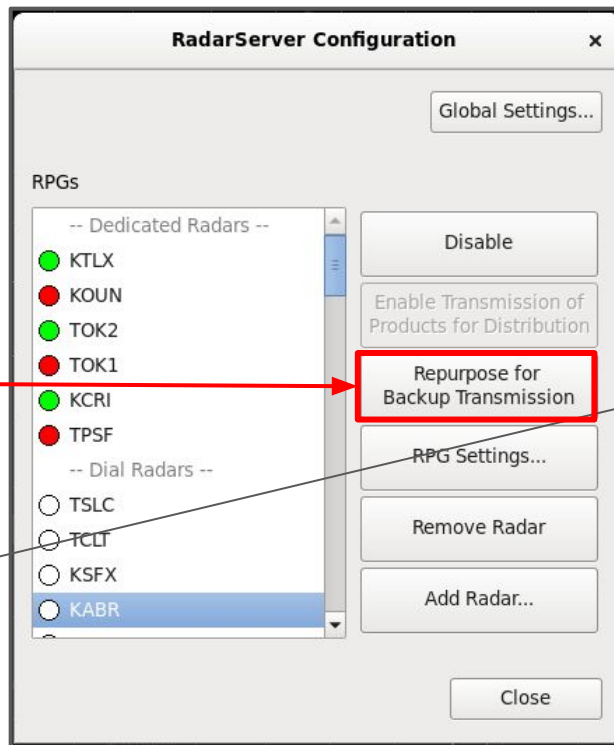 RadarServer Configuration ×
Global Settings...
RPGs
-- Dedicated Radars --
KTLX
KOUN
TOK2
TOK1
KCRI
TPSF
-- Dial Radars --
TSLC
TCLT
KSFX
KABR
Disable
Enable Transmission of
Products for Distribution
Repurpose for
Backup Transmission
RPG Settings...
Remove Radar
Add Radar...
Close